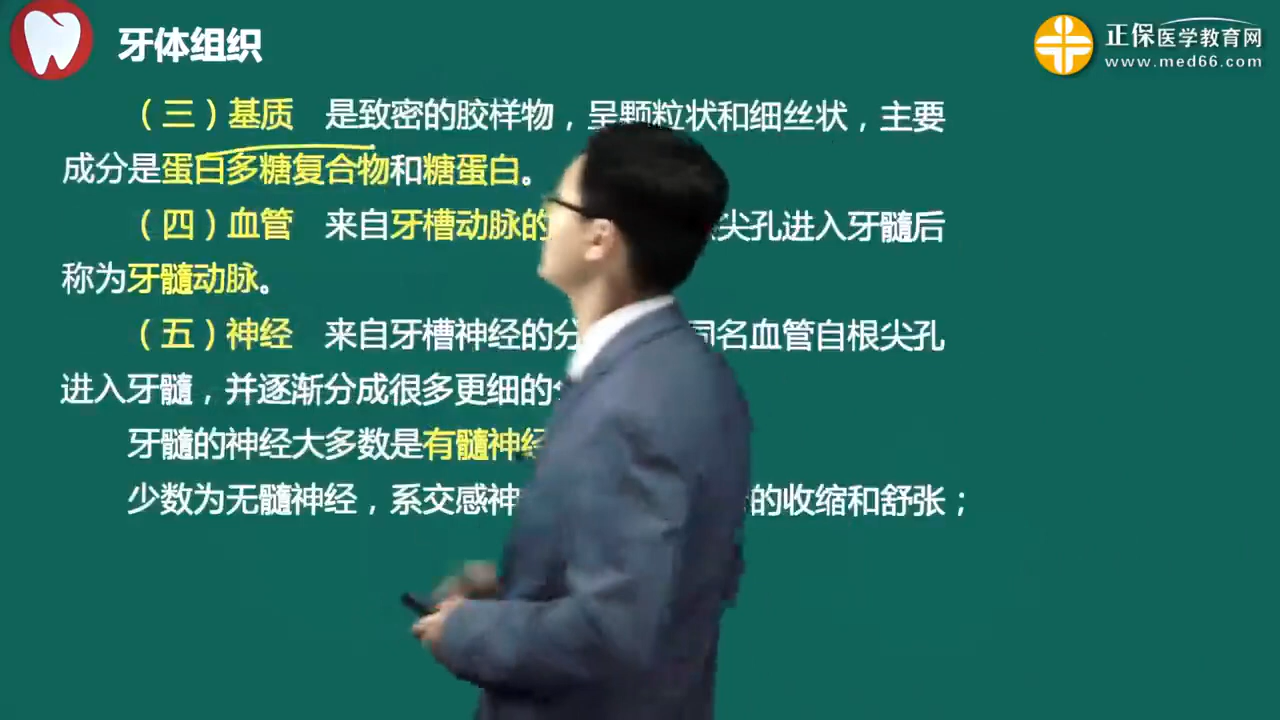 牙体组织
正保医学教育网
www.med66.com
（三）基质 是致密的胶样物，呈颗粒状和细丝状，主要
成分是蛋白多糖复合物和糖蛋白。
（四）血管 来自牙槽动脉的 尖孔进入牙髓后
称为牙髓动脉。
（五）神经 来自牙槽神经的分 同名血管自根尖孔
进入牙髓，并逐渐分成很多更细的
牙髓的神经大多数是有髓神经
少数为无髓神经，系交感神 的收缩和舒张；